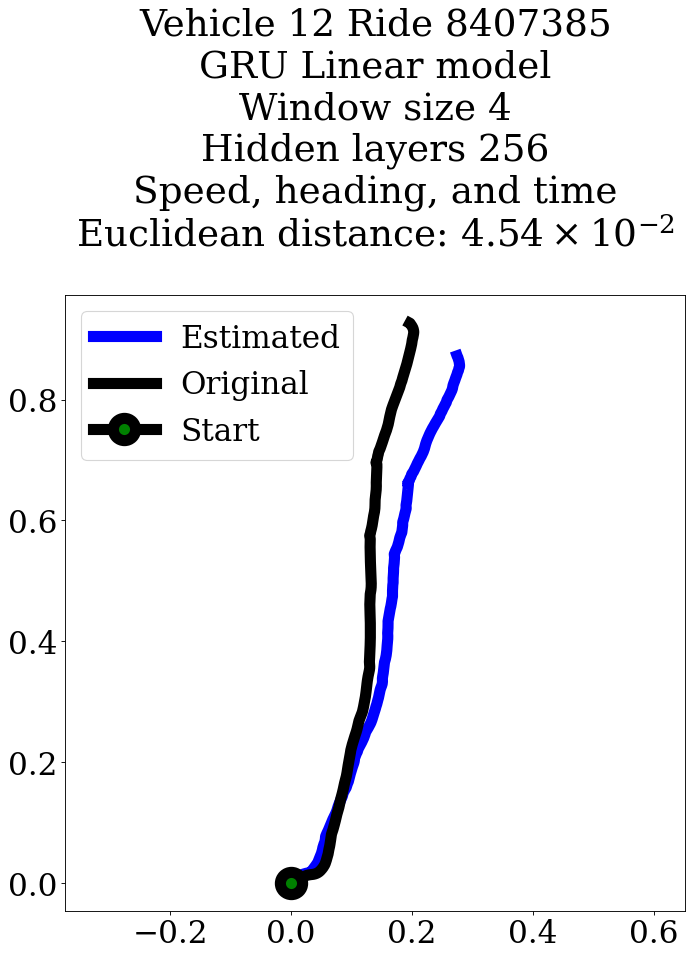 Vehicle 12 Ride 8407385
GRU Linear model
Window size 4
Hidden layers 256
Speed, heading, and time
Euclidean distance: 4.54 × 10⁻²
Estimated
Original
Start
0.8
0.6
0.4
0.2
0.0
−0.2 0.0 0.2 0.4 0.6